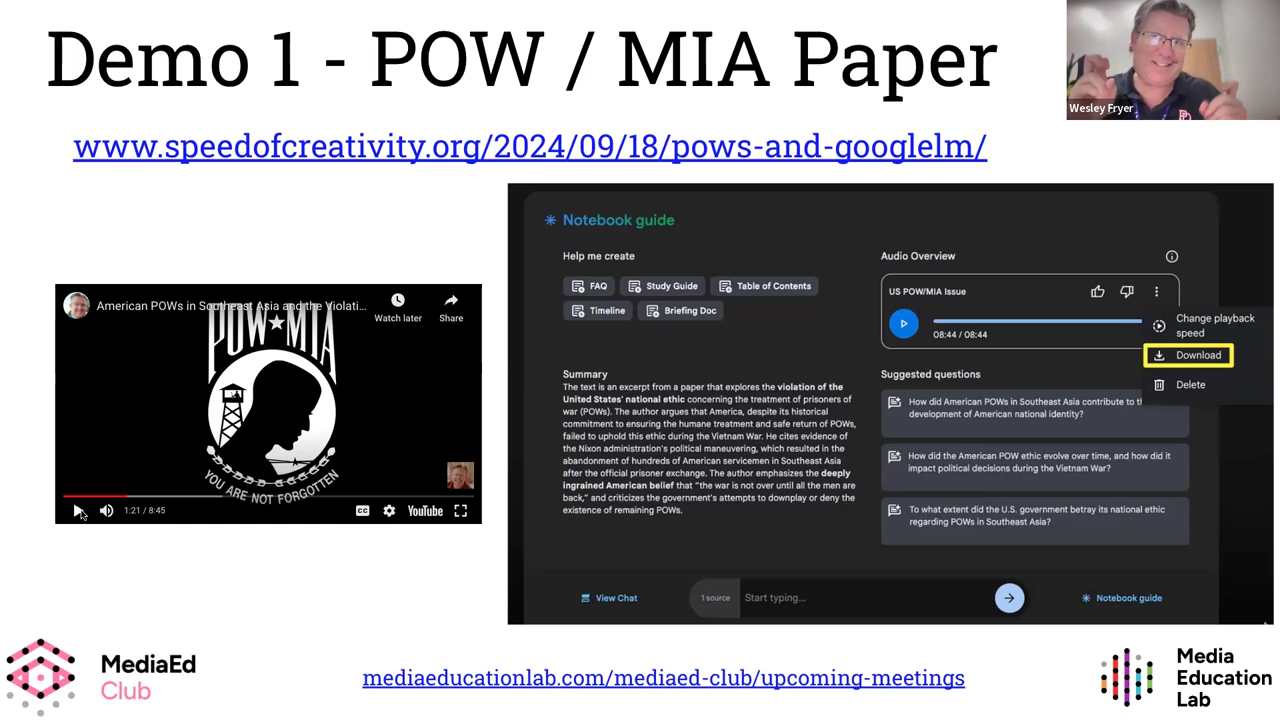 Demo 1 - POW / MIA Paper
Wesley Fryer
www.speedofcreativity.org/2024/09/18/pows-and-googlelm/
American POWs in Southeast Asia and the Violati...
Watch later
Share
POW★MIA
YOU ARE NOT FORGOTTEN
1:21 / 8:45
CC
YouTube
Notebook guide
Help me create
FAQ
Study Guide
Table of Contents
Timeline
Briefing Doc
Summary
The text is an excerpt from a paper that explores the violation of the
United States' national ethic concerning the treatment of prisoners of
war (POWs). The author argues that America, despite its historical
commitment to ensuring the humane treatment and safe return of POWs,
failed to uphold this ethic during the Vietnam War. He cites evidence
of the Nixon administration's political maneuvering, which resulted in the
abandonment of hundreds of American servicemen in Southeast Asia
after the official prisoner exchange. The author emphasizes the deeply
ingrained American belief that "the war is not over until all the men are
back," and criticizes the government's attempts to downplay or deny the
existence of remaining POWs.
Audio Overview
US POW/MIA Issue
08:44 / 08:44
Change playback
speed
Download
Delete
Suggested questions
How did American POWs in Southeast Asia contribute to th
development of American national identity?
How did the American POW ethic evolve over time, and how did it
impact political decisions during the Vietnam War?
To what extent did the U.S. government betray its national ethic
regarding POWs in Southeast Asia?
View Chat
1 source
Start typing...
Notebook guide
MediaEd
Club
mediaeducationlab.com/mediaed-club/upcoming-meetings
Media
Education
Lab